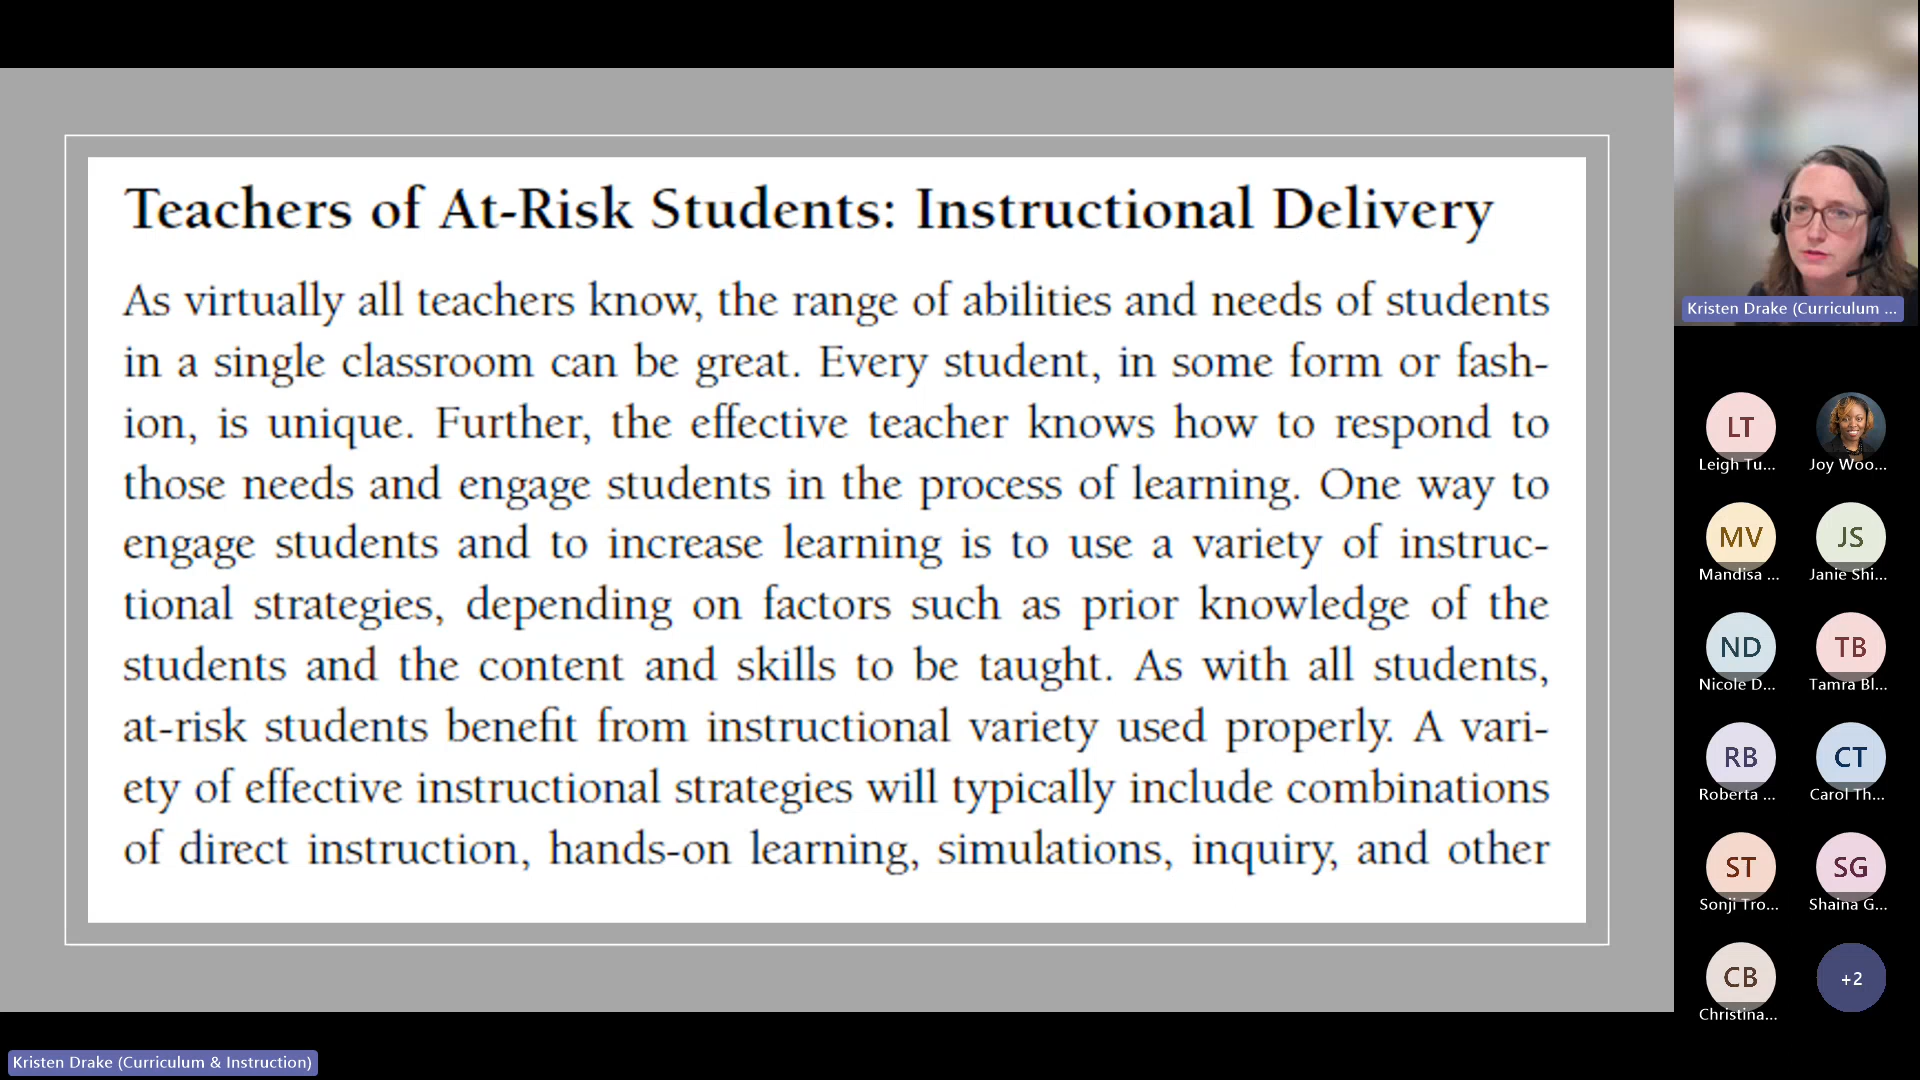 Teachers of At-Risk Students: Instructional Delivery
As virtually all teachers know, the range of abilities and needs of students
in a single classroom can be great. Every student, in some form or fash-
ion, is unique. Further, the effective teacher knows how to respond to
those needs and engage students in the process of learning. One way to
engage students and to increase learning is to use a variety of instruc-
tional strategies, depending on factors such as prior knowledge of the
students and the content and skills to be taught. As with all students,
at-risk students benefit from instructional variety used properly. A vari-
ety of effective instructional strategies will typically include combinations
of direct instruction, hands-on learning, simulations, inquiry, and other
Kristen Drake (Curriculum ...
LT
Leigh Tu...
Joy Woo...
MV
JS
Mandisa ...
Janie Shi...
ND
TB
Nicole D...
Tamra Bl...
RB
CT
Roberta ...
Carol Th...
ST
SG
Sonji Tro...
Shaina G...
CB
+2
Christina...
Kristen Drake (Curriculum & Instruction)